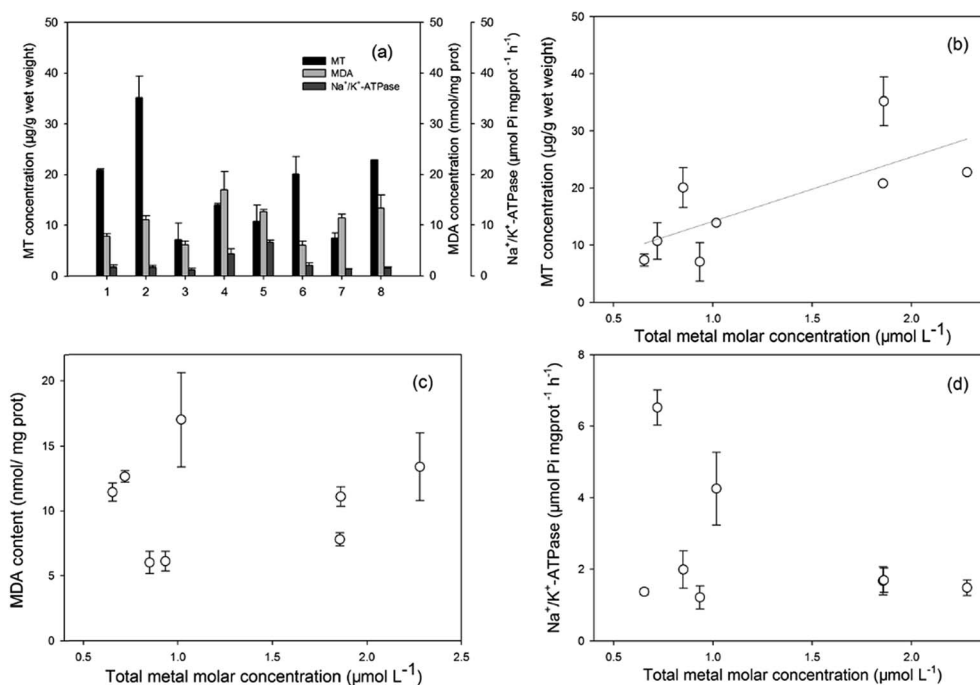 (a)
MT
MDA
Na⁺/K⁺-ATPase
MT concentration (µg/g wet weight)
50
40
30
20
10
0
1 2 3 4 5 6 7 8
50
40
30
20
10
0
MDA concentration (nmol/mg prot)
50
40
30
20
10
0
Na⁺/K⁺-ATPase (µmol Pi mgprot⁻¹ h⁻¹)
(b)
MT concentration (µg/g wet weight)
50
40
30
20
10
0
0.5 1.0 1.5 2.0
Total metal molar concentration (µmol L⁻¹)
(c)
MDA content (nmol/ mg prot)
20
15
10
5
0
0.5 1.0 1.5 2.0 2.5
Total metal molar concentration (µmol L⁻¹)
(d)
Na⁺/K⁺-ATPase (µmol Pi mgprot⁻¹ h⁻¹)
8
6
4
2
0
0.5 1.0 1.5 2.0
Total metal molar concentration (µmol L⁻¹)